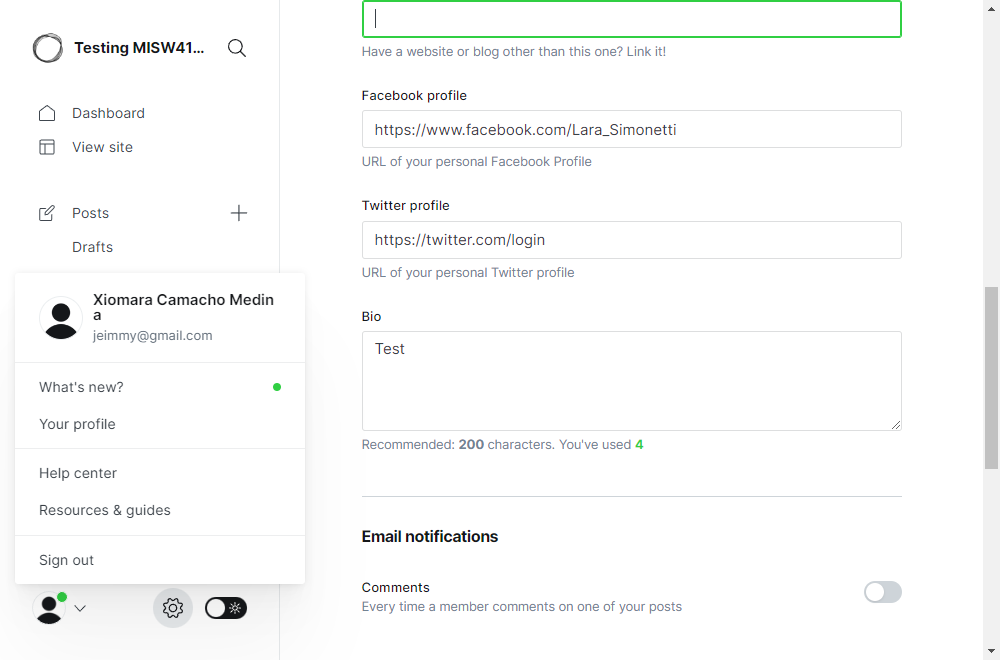 Testing MISW41...
Dashboard
View site
Posts
Drafts
Xiomara Camacho Medin
a
jeimmy@gmail.com
What's new?
Your profile
Help center
Resources & guides
Sign out
Have a website or blog other than this one? Link it!
Facebook profile
https://www.facebook.com/Lara_Simonetti
URL of your personal Facebook Profile
Twitter profile
https://twitter.com/login
URL of your personal Twitter profile
Bio
Test
Recommended: 200 characters. You've used 4
Email notifications
Comments
Every time a member comments on one of your posts